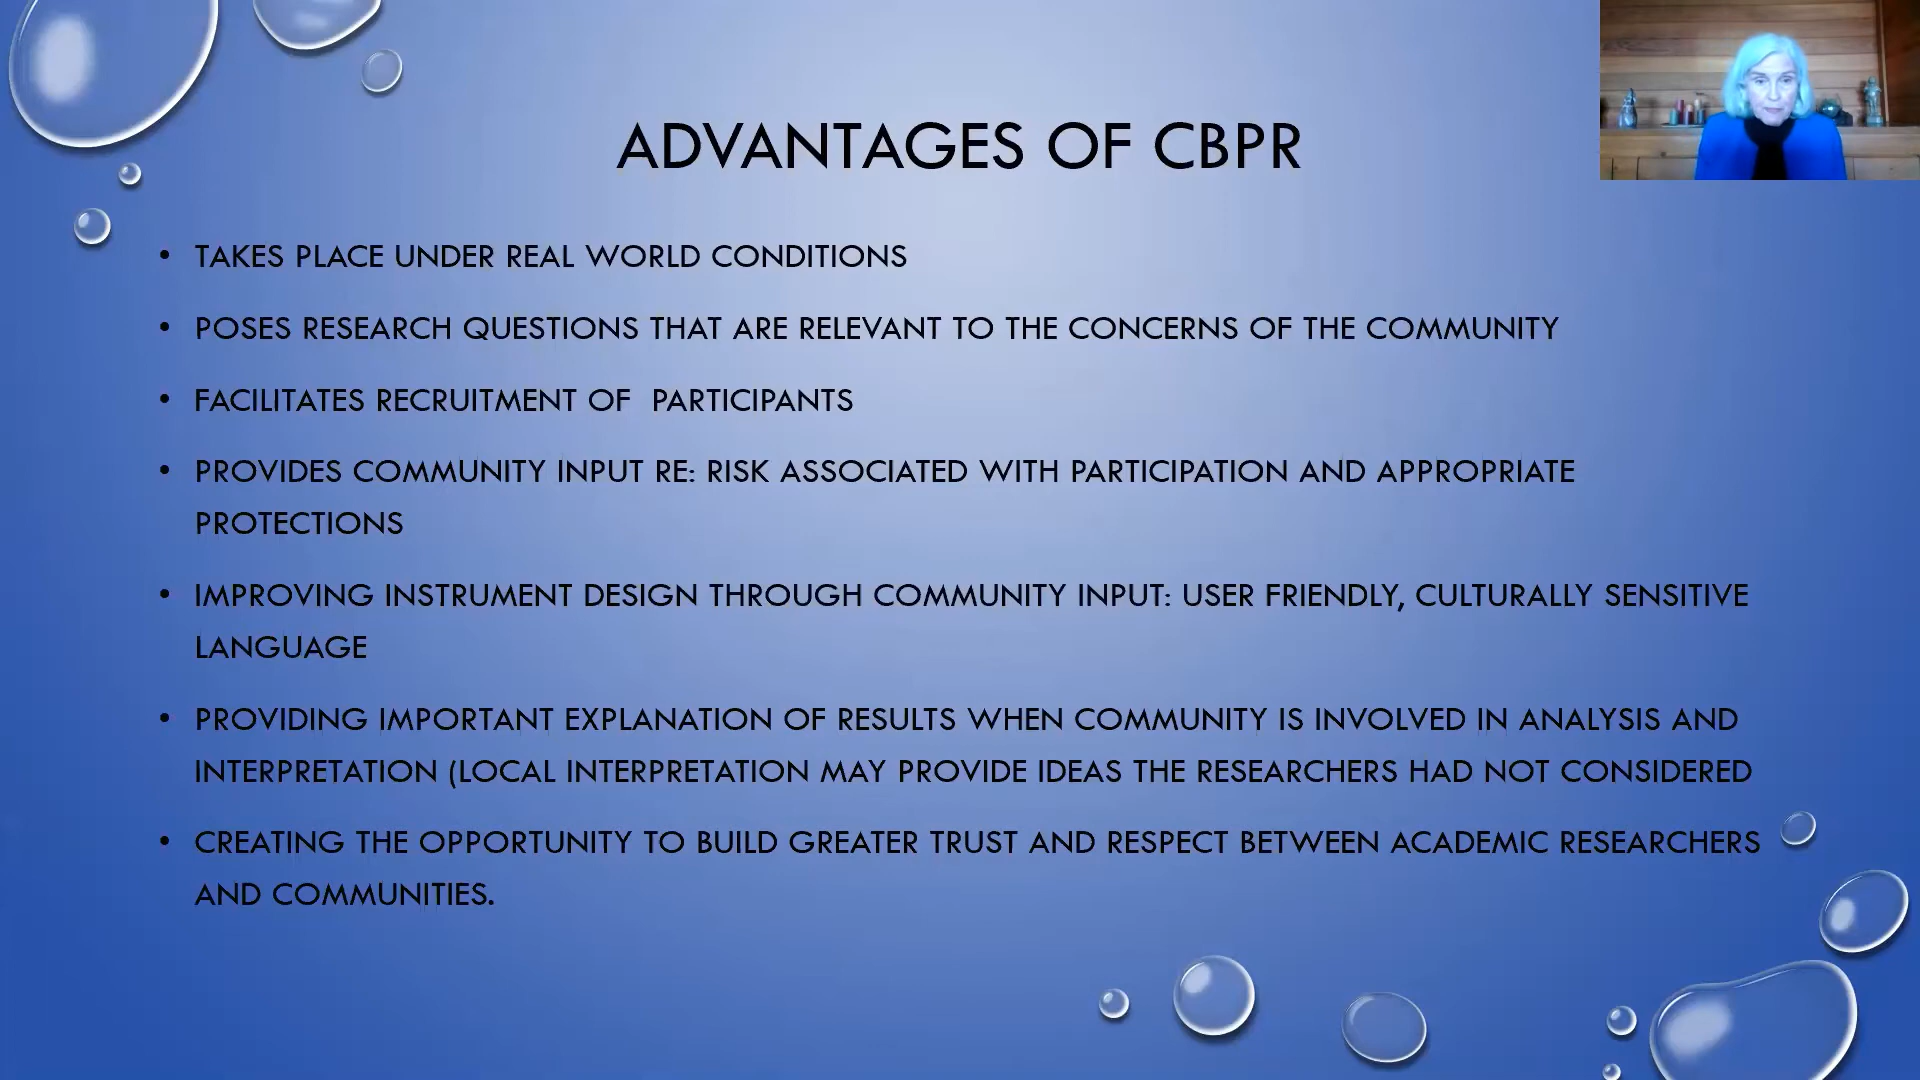 ADVANTAGES OF CBPR
• TAKES PLACE UNDER REAL WORLD CONDITIONS
• POSES RESEARCH QUESTIONS THAT ARE RELEVANT TO THE CONCERNS OF THE COMMUNITY
• FACILITATES RECRUITMENT OF  PARTICIPANTS
• PROVIDES COMMUNITY INPUT RE: RISK ASSOCIATED WITH PARTICIPATION AND APPROPRIATE
PROTECTIONS
• IMPROVING INSTRUMENT DESIGN THROUGH COMMUNITY INPUT: USER FRIENDLY, CULTURALLY SENSITIVE
LANGUAGE
• PROVIDING IMPORTANT EXPLANATION OF RESULTS WHEN COMMUNITY IS INVOLVED IN ANALYSIS AND
INTERPRETATION (LOCAL INTERPRETATION MAY PROVIDE IDEAS THE RESEARCHERS HAD NOT CONSIDERED
• CREATING THE OPPORTUNITY TO BUILD GREATER TRUST AND RESPECT BETWEEN ACADEMIC RESEARCHERS
AND COMMUNITIES.